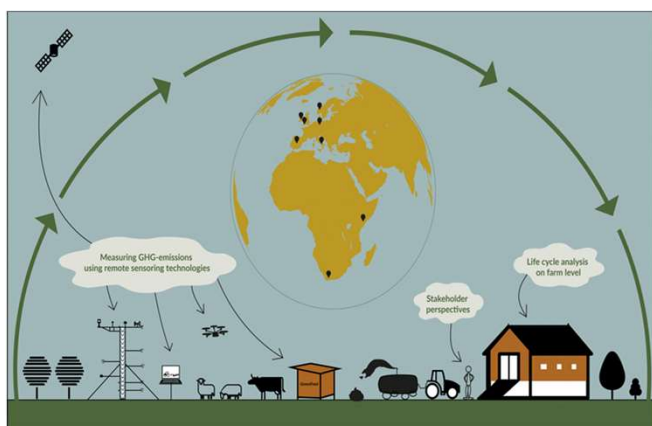 Measuring GHG-emissions
using remote sensoring technologies
Life cycle analysis
on farm level
Stakeholder
perspectives